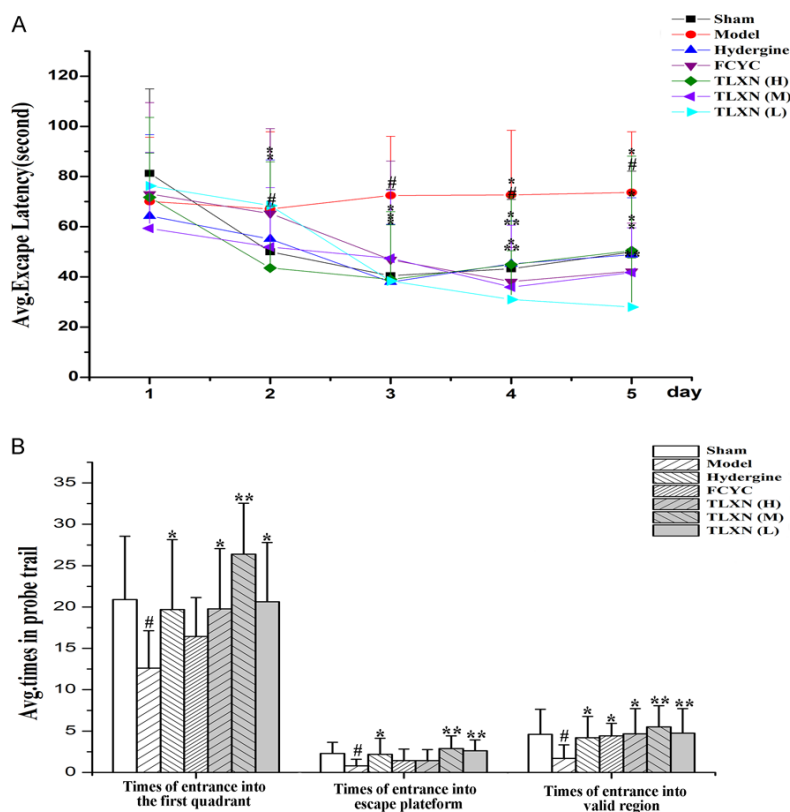 A
Sham
Model
Hydergine
FCYC
TLXN (H)
TLXN (M)
TLXN (L)
Avg.Excape Latency(second)
120
100
80
60
40
20
0
1 2 3 4 5 day
* * # # * * * * # * ** * ** * # * * * **
B
Sham
Model
Hydergine
FCYC
TLXN (H)
TLXN (M)
TLXN (L)
Avg.times in probe trail
35
30
25
20
15
10
5
0
# * * ** * # * ** ** # * * * ** **
Times of entrance into
the first quadrant
Times of entrance into
escape plateform
Times of entrance into
valid region